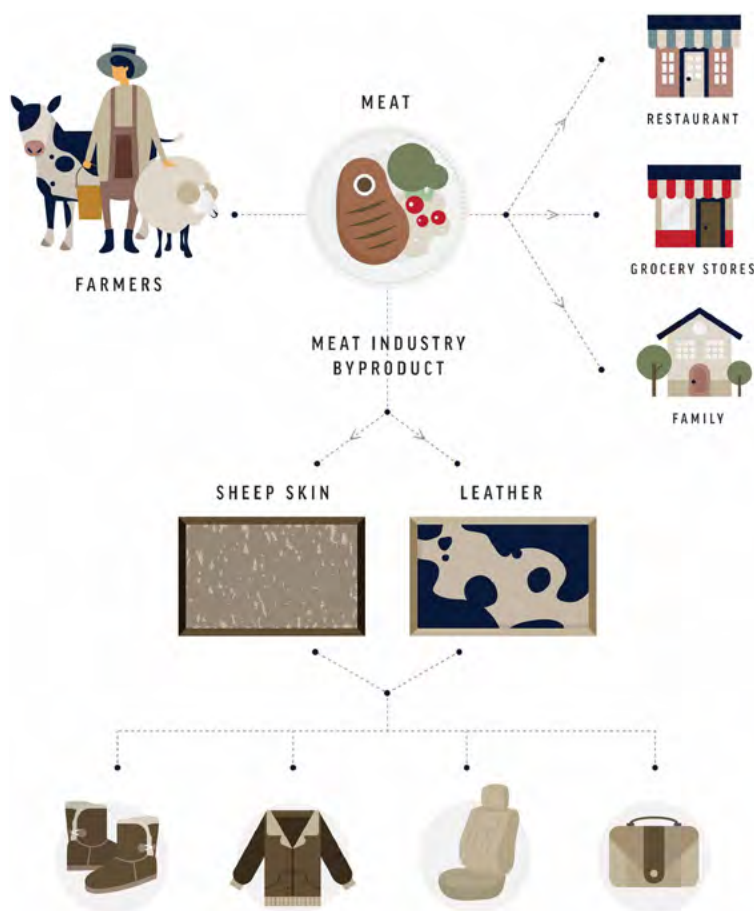 MEAT
RESTAURANT
FARMERS
GROCERY STORES
MEAT INDUSTRY
BYPRODUCT
FAMILY
SHEEP SKIN
LEATHER